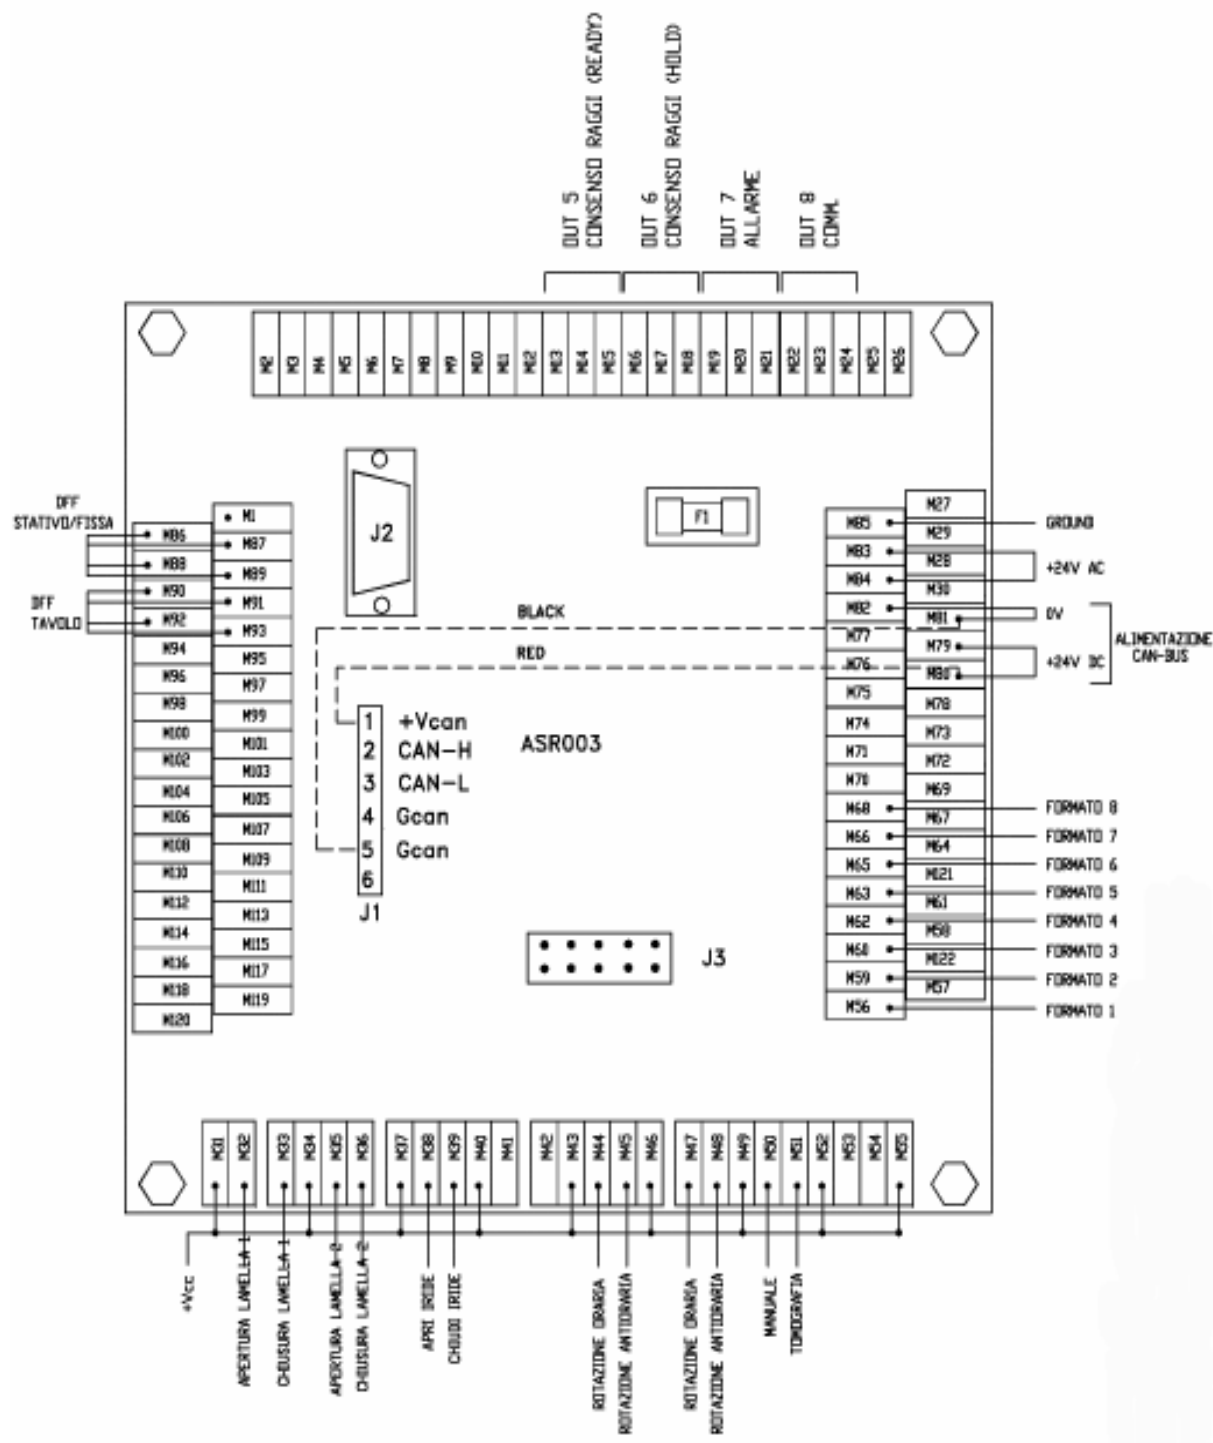 OUT 5
CONSENSO RAGGI (READY)
OUT 6
CONSENSO RAGGI (HOLD)
OUT 7
ALLARME
OUT 8
COMM.
M2 M3 M4 M5 M6 M7 M8 M9 M10 M11 M12 M13 M14 M15 M16 M17 M18 M19 M20 M21 M22 M23 M24 M25 M26
DFF
STATIVO/FISSA
DFF
TAVOLO
M86
M88
M90
M92
M94
M96
M98
M100
M102
M104
M106
M108
M110
M112
M114
M116
M118
M120
M1
M87
M89
M91
M93
M95
M97
M99
M101
M103
M105
M107
M109
M111
M113
M115
M117
M119
J2
F1
BLACK
RED
1 +Vcan
2 CAN-H
3 CAN-L
4 Gcan
5 Gcan
6
J1
ASR003
J3
M85
M83
M84
M82
M77
M76
M75
M74
M71
M70
M68
M66
M65
M63
M62
M60
M59
M56
M27
M29
M28
M30
M81
M79
M80
M78
M73
M72
M69
M67
M64
M121
M61
M58
M122
M57
GROUND
+24V AC
0V
+24V DC
ALIMENTAZIONE
CAN-BUS
FORMATO 8
FORMATO 7
FORMATO 6
FORMATO 5
FORMATO 4
FORMATO 3
FORMATO 2
FORMATO 1
M31 M32 M33 M34 M35 M36 M37 M38 M39 M40 M41 M42 M43 M44 M45 M46 M47 M48 M49 M50 M51 M52 M53 M54 M55
+Vcc
APERTURA LAMELLA 1
CHIUSURA LAMELLA 1
APERTURA LAMELLA 2
CHIUSURA LAMELLA 2
APRI IRIDE
CHIUDI IRIDE
ROTAZIONE ORARIA
ROTAZIONE ANTIORARIA
ROTAZIONE ORARIA
ROTAZIONE ANTIORARIA
MANUALE
TOMOGRAFIA